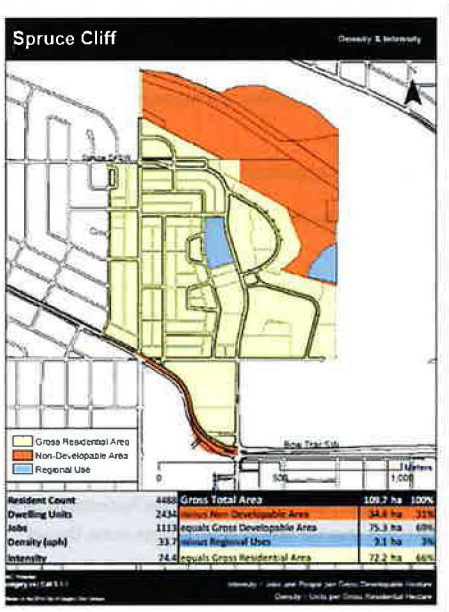 Spruce Cliff
Density & Intensity
N
Spruce Dr SW
Gross Residential Area
Non-Developable Area
Regional Use
Bow Trac SW
Meters
0 500 1,000
Resident Count 4488 Gross Total Area 109.7 ha 100%
Dwelling Units 2434 minus Non Developable Area 34.4 ha 31%
Jobs 1113 equals Gross Developable Area 75.3 ha 69%
Density (uph) 33.7 minus Regional Uses 3.1 ha 3%
Intensity 74.4 equals Gross Residential Area 72.2 ha 66%
Intensity = Jobs and People per Gross Developable Hectare
Density = Units per Gross Residential Hectare